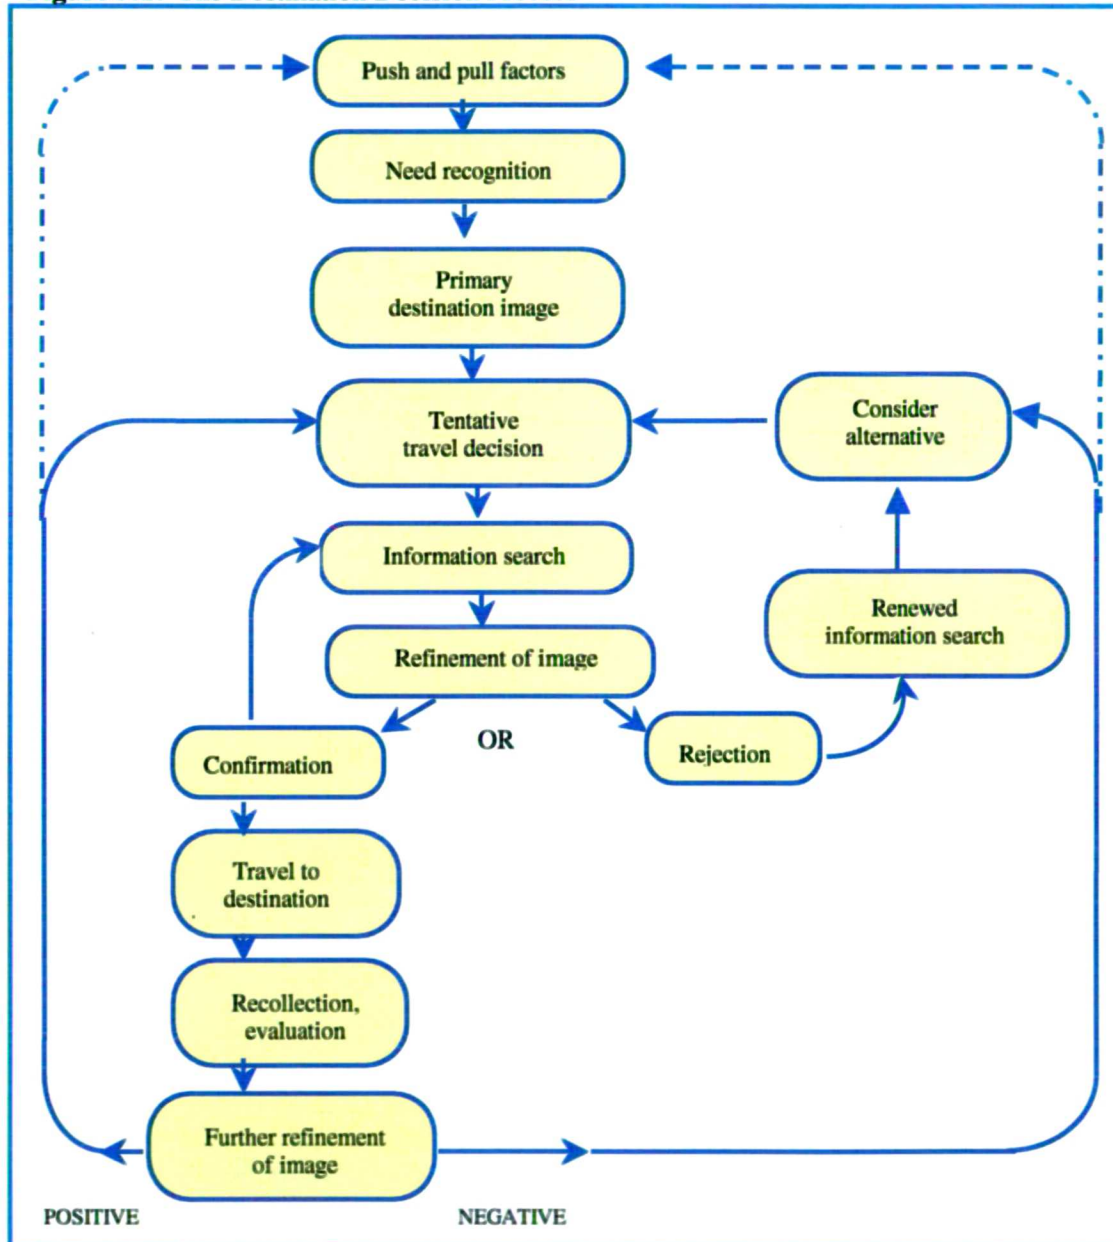 Push and pull factors
Need recognition
Primary
destination image
Tentative
travel decision
Consider
alternative
Information search
Renewed
information search
Refinement of image
OR
Confirmation
Rejection
Travel to
destination
Recollection,
evaluation
Further refinement
of image
POSITIVE
NEGATIVE